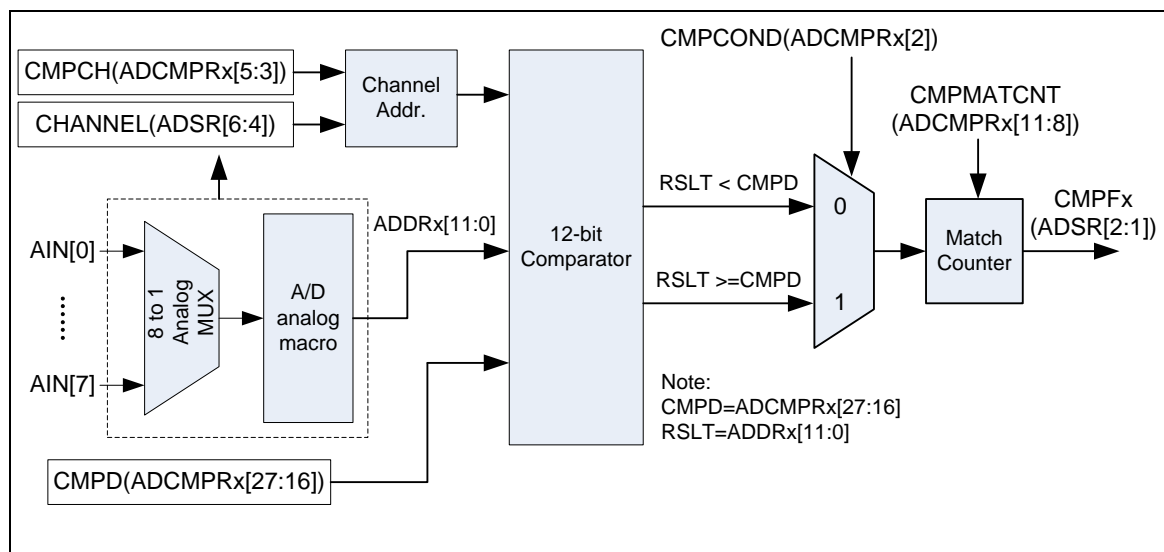 CMPCH(ADCMPRx[5:3])
CHANNEL(ADSR[6:4])
Channel
Addr.
CMPCOND(ADCMPRx[2])
CMPMATCNT
(ADCMPRx[11:8])
RSLT < CMPD
CMPFx
(ADSR[2:1])
ADDRx[11:0]
12-bit
Comparator
0
Match
Counter
AIN[0]
8 to 1
Analog
MUX
A/D
analog
macro
RSLT >=CMPD
1
AIN[7]
Note:
CMPD=ADCMPRx[27:16]
RSLT=ADDRx[11:0]
CMPD(ADCMPRx[27:16])